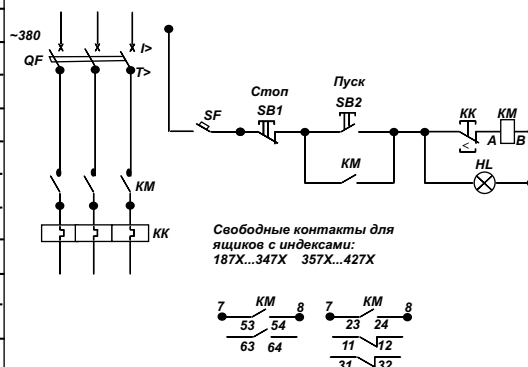 ~380
QF
I>
T>
Стоп
SB1
Пуск
SB2
SF
KK
KM
A
B
<
KM
HL
KM
KK
Свободные контакты для
ящиков с индексами:
187X...347X 357X...427X
7 KM 8
53 54
63 64
7 KM 8
23 24
11 12
31 32